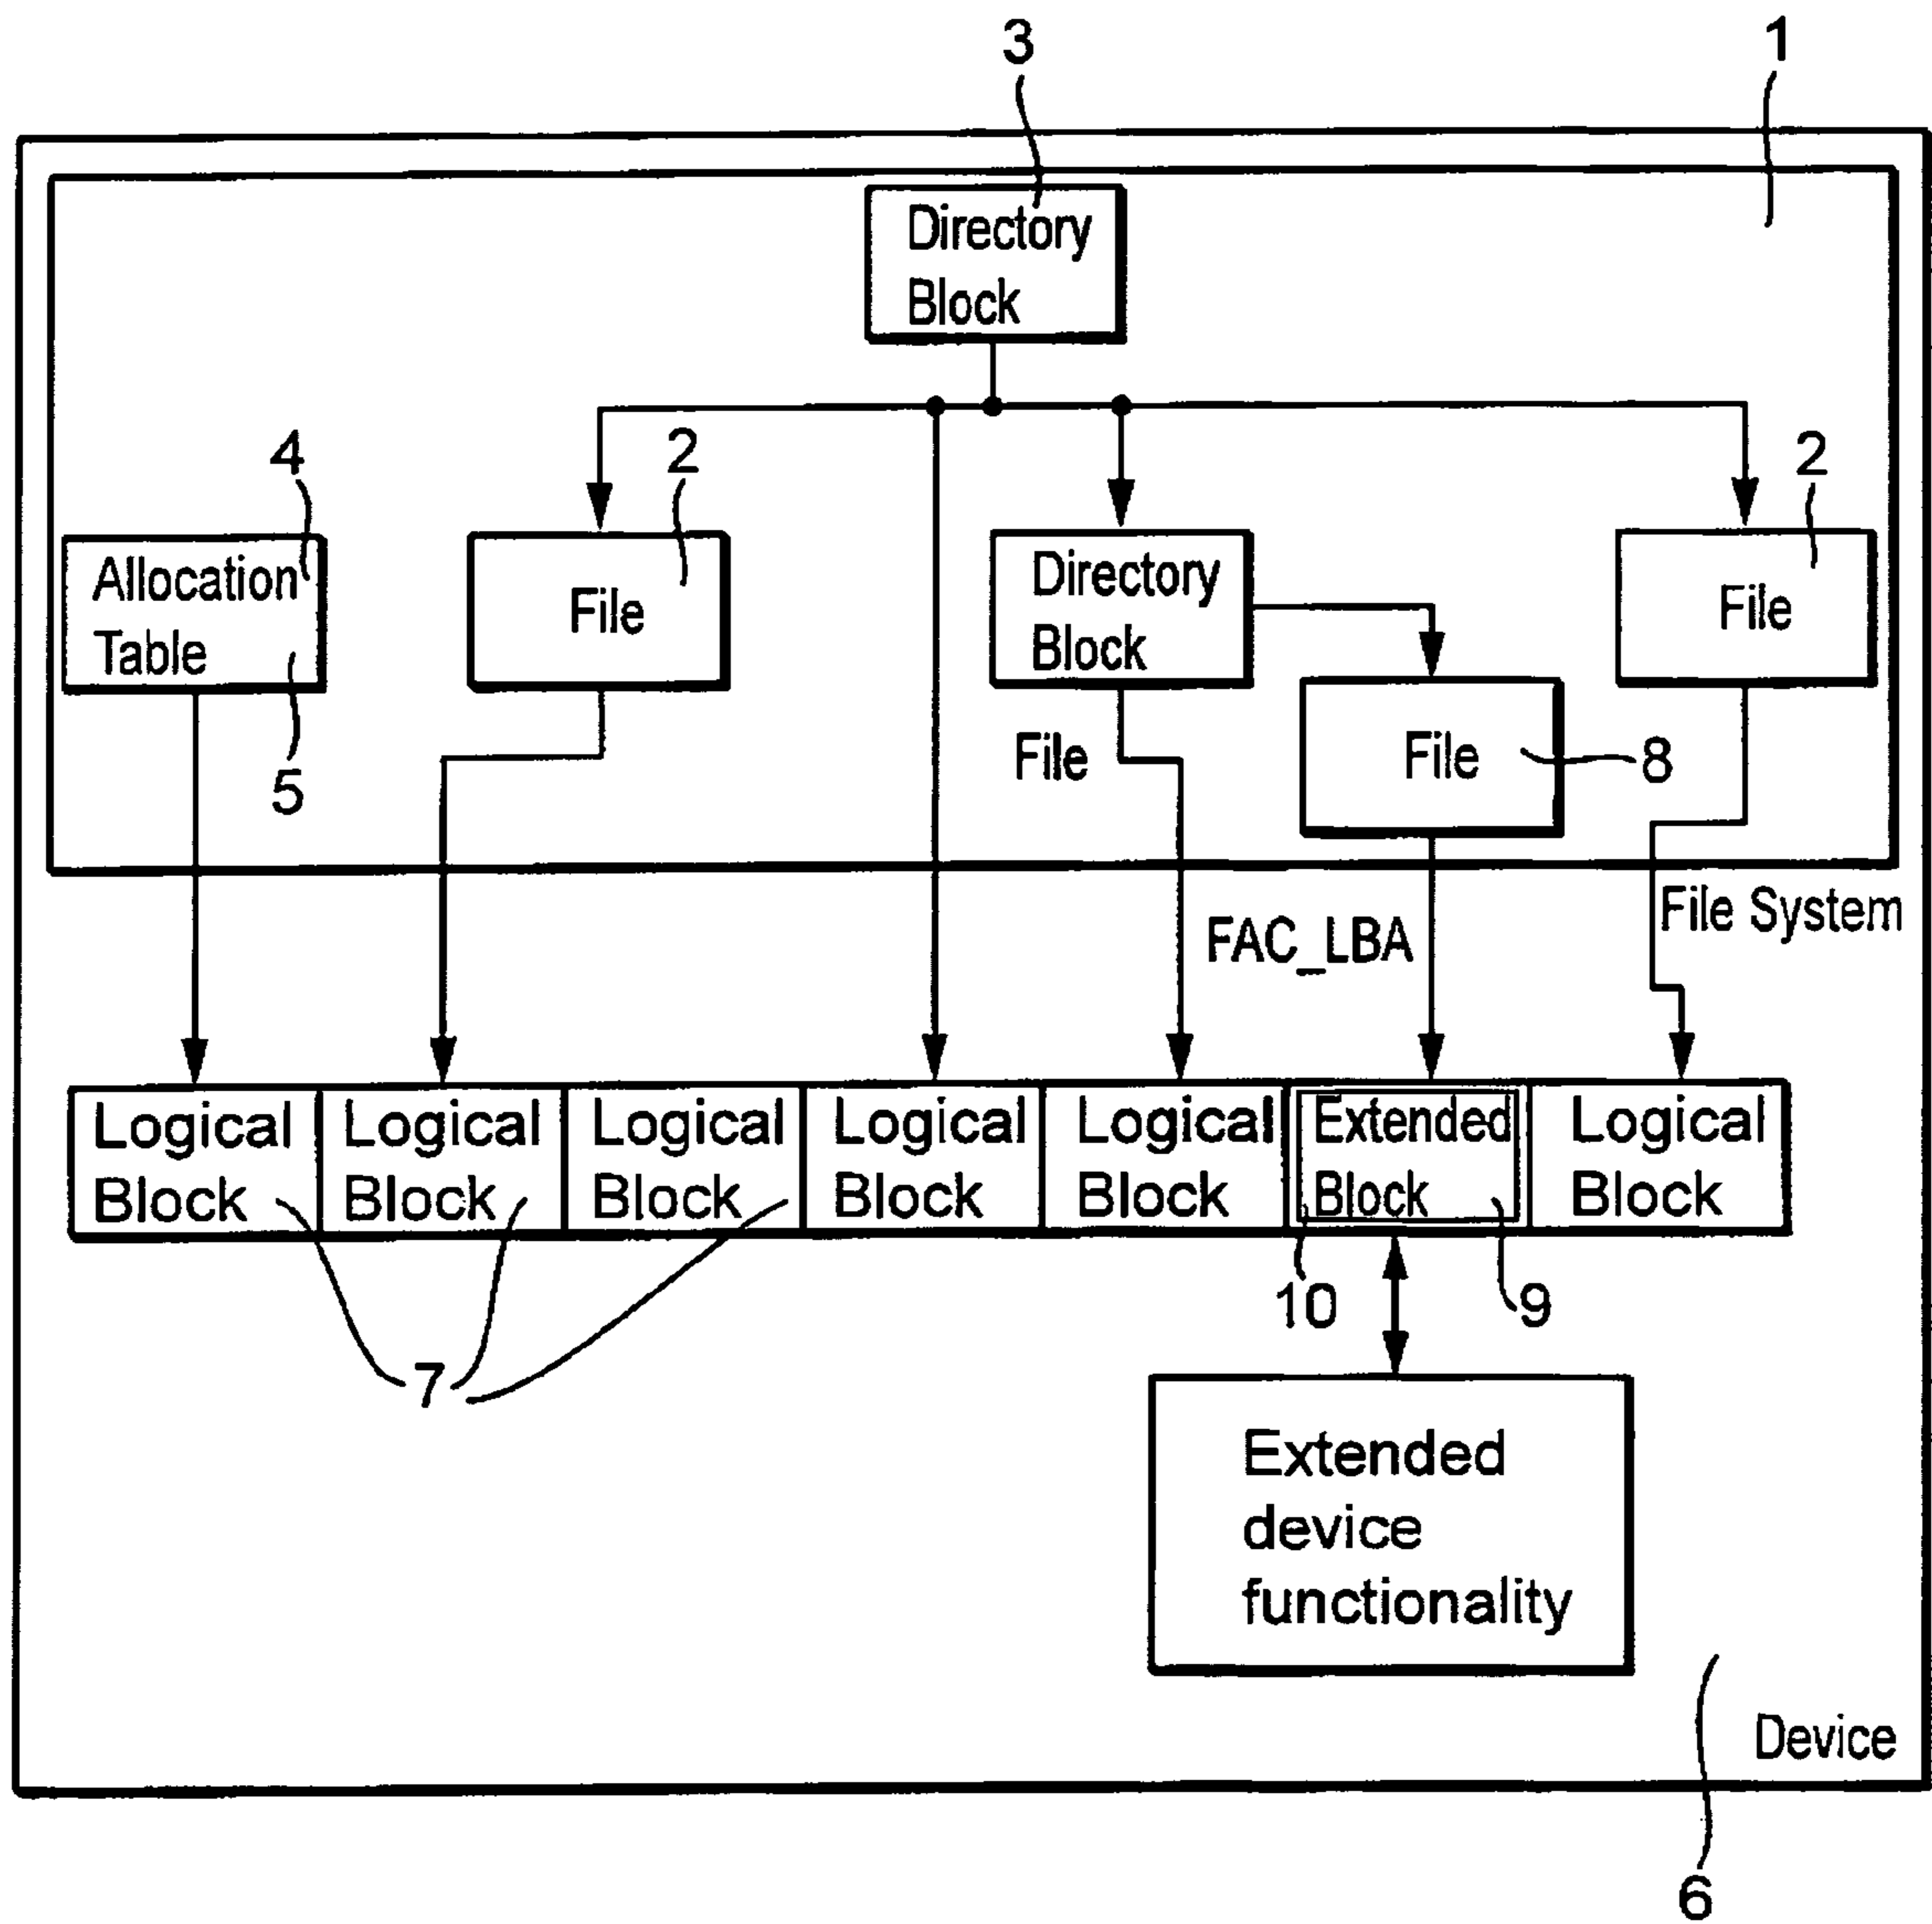 3
1
Directory
Block
4
2
2
Allocation
Table
File
Directory
Block
File
5
File
File
8
File System
FAC_LBA
Logical
Block
Logical
Block
Logical
Block
Logical
Block
Logical
Block
Extended
Block
Logical
Block
10
9
7
Extended
device
functionality
Device
6